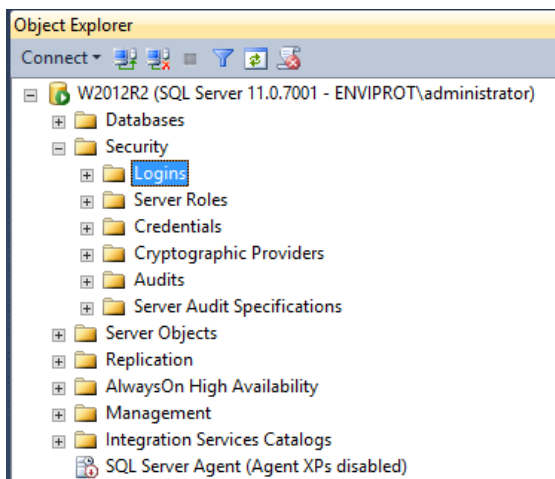 Object Explorer
Connect
W2012R2 (SQL Server 11.0.7001 - ENVIPROT\administrator)
Databases
Security
Logins
Server Roles
Credentials
Cryptographic Providers
Audits
Server Audit Specifications
Server Objects
Replication
AlwaysOn High Availability
Management
Integration Services Catalogs
SQL Server Agent (Agent XPs disabled)